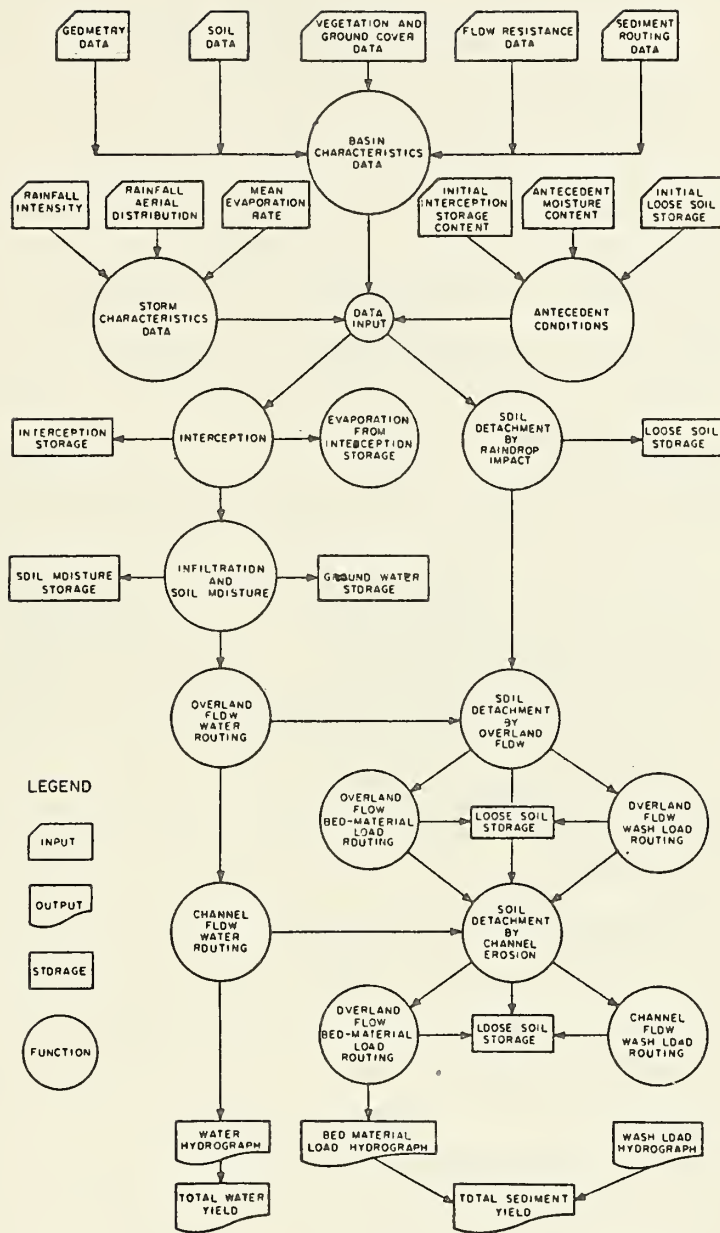 GEOMETRY
DATA
SOIL
DATA
VEGETATION AND
GROUND COVER
DATA
FLOW RESISTANCE
DATA
SEDIMENT
ROUTING
DATA
BASIN
CHARACTERISTICS
DATA
RAINFALL
INTENSITY
RAINFALL
AERIAL
DISTRIBUTION
MEAN
EVAPORATION
RATE
INITIAL
INTERCEPTION
STORAGE
CONTENT
ANTECEDENT
MOISTURE
CONTENT
INITIAL
LOOSE SOIL
STORAGE
STORM
CHARACTERISTICS
DATA
DATA
INPUT
ANTECEDENT
CONDITIONS
INTERCEPTION
STORAGE
INTERCEPTION
EVAPORATION
FROM
INTECEPTION
STORAGE
SOIL
DETACHMENT
BY
RAINDROP
IMPACT
LOOSE SOIL
STORAGE
SOIL MOISTURE
STORAGE
INFILTRATION
AND
SOIL MOISTURE
GROUND WATER
STORAGE
OVERLAND
FLOW
WATER
ROUTING
SOIL
DETACHMENT
BY
OVERLAND
FLOW
LEGEND
INPUT
OUTPUT
STORAGE
FUNCTION
OVERLAND
FLOW
BED-MATERIAL
LOAD
ROUTING
LOOSE SOIL
STORAGE
OVERLAND
FLOW
WASH LOAD
ROUTING
CHANNEL
FLOW
WATER
ROUTING
SOIL
DETACHMENT
BY
CHANNEL
EROSION
OVERLAND
FLOW
BED-MATERIAL
LOAD
ROUTING
LOOSE SOIL
STORAGE
CHANNEL
FLOW
WASH LOAD
ROUTING
WATER
HYDROGRAPH
BED MATERIAL
LOAD HYDROGRAPH
WASH LOAD
HYDROGRAPH
TOTAL WATER
YIELD
TOTAL SEDIMENT
YIELD